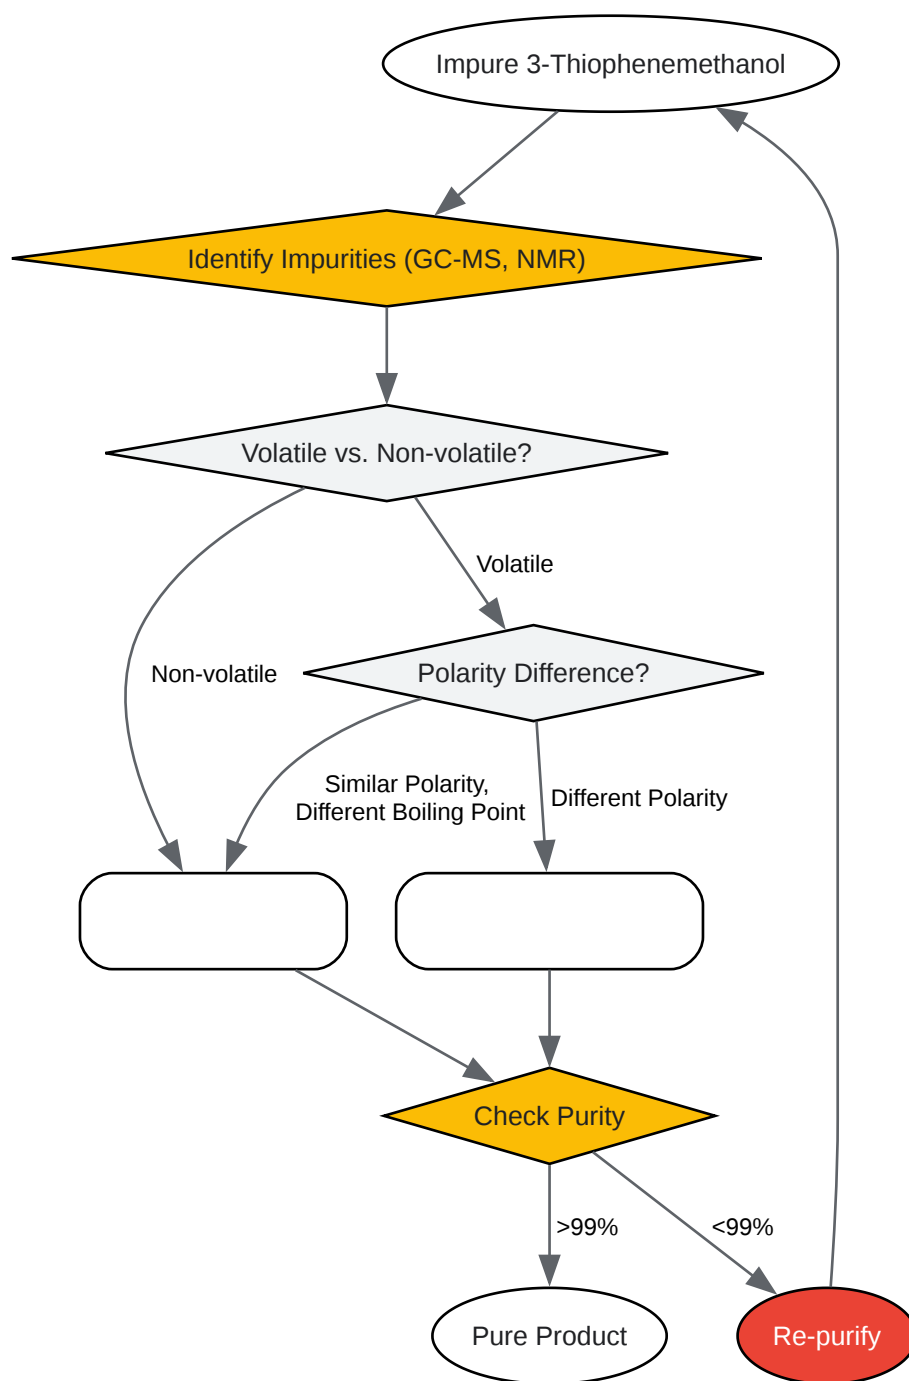 Impure 3-Thiophenemethanol
Identify Impurities (GC-MS, NMR)
Volatile vs. Non-volatile?
Volatile
Non-volatile
Polarity Difference?
Similar Polarity,
Different Boiling Point
Different Polarity
Check Purity
>99%
<99%
Pure Product
Re-purify